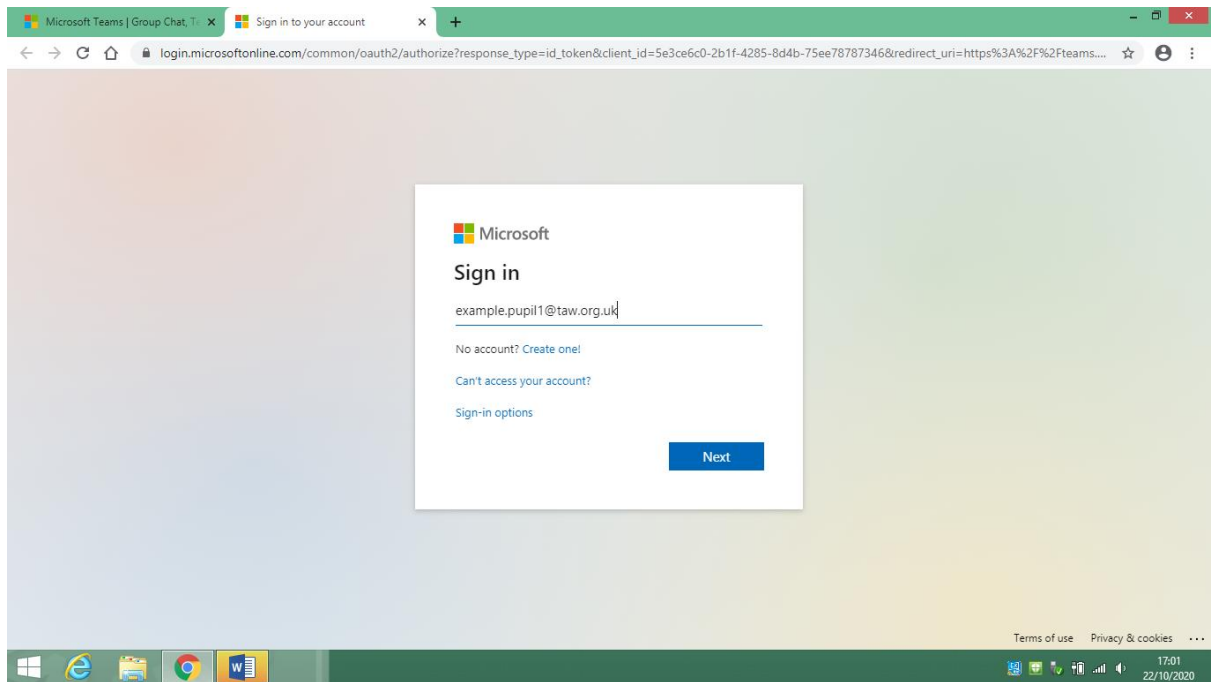 Microsoft Teams | Group Chat, Te
Sign in to your account
login.microsoftonline.com/common/oauth2/authorize?response_type=id_token&client_id=5e3ce6c0-2b1f-4285-8d4b-75ee78787346&redirect_uri=https%3A%2F%2Fteams....
Microsoft
Sign in
example.pupil1@taw.org.uk
No account? Create one!
Can't access your account?
Sign-in options
Next
Terms of use Privacy & cookies ...
17:01
22/10/2020